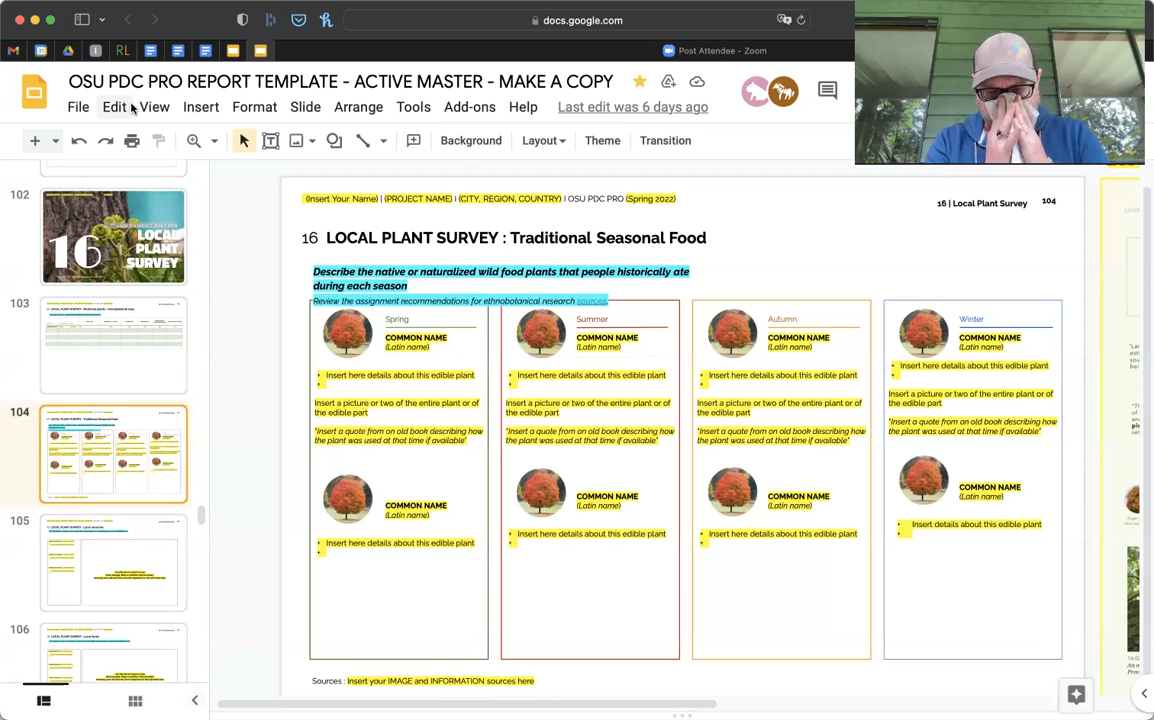 docs.google.com
Post Attendee - Zoom
OSU PDC PRO REPORT TEMPLATE - ACTIVE MASTER - MAKE A COPY
File Edit View Insert Format Slide Arrange Tools Add-ons Help Last edit was 6 days ago
Background Layout Theme Transition
102
16 LOCAL PLANT SURVEY
103
104
105
106
(Insert Your Name) | (PROJECT NAME) I (CITY, REGION, COUNTRY) I OSU PDC PRO (Spring 2022)
16 | Local Plant Survey 104
16 LOCAL PLANT SURVEY : Traditional Seasonal Food
Describe the native or naturalized wild food plants that people historically ate
during each season
Review the assignment recommendations for ethnobotanical research sources.
Spring
COMMON NAME
(Latin name)
Insert here details about this edible plant
Insert a picture or two of the entire plant or of
the edible part
"Insert a quote from on old book describing how
the plant was used at that time if available"
COMMON NAME
(Latin name)
Insert here details about this edible plant
Summer
COMMON NAME
(Latin name)
Insert here details about this edible plant
Insert a picture or two of the entire plant or of
the edible part
"Insert a quote from on old book describing how
the plant was used at that time if available"
COMMON NAME
(Latin name)
Insert here details about this edible plant
Autumn
COMMON NAME
(Latin name)
Insert here details about this edible plant
Insert a picture or two of the entire plant or of
the edible part
"Insert a quote from on old book describing how
the plant was used at that time if available"
COMMON NAME
(Latin name)
Insert here details about this edible plant
Winter
COMMON NAME
(Latin name)
Insert here details about this edible plant
Insert a picture or two of the entire plant or of
the edible part
"Insert a quote from on old book describing how
the plant was used at that time if available"
COMMON NAME
(Latin name)
Insert details about this edible plant
Sources : Insert your IMAGE and INFORMATION sources here